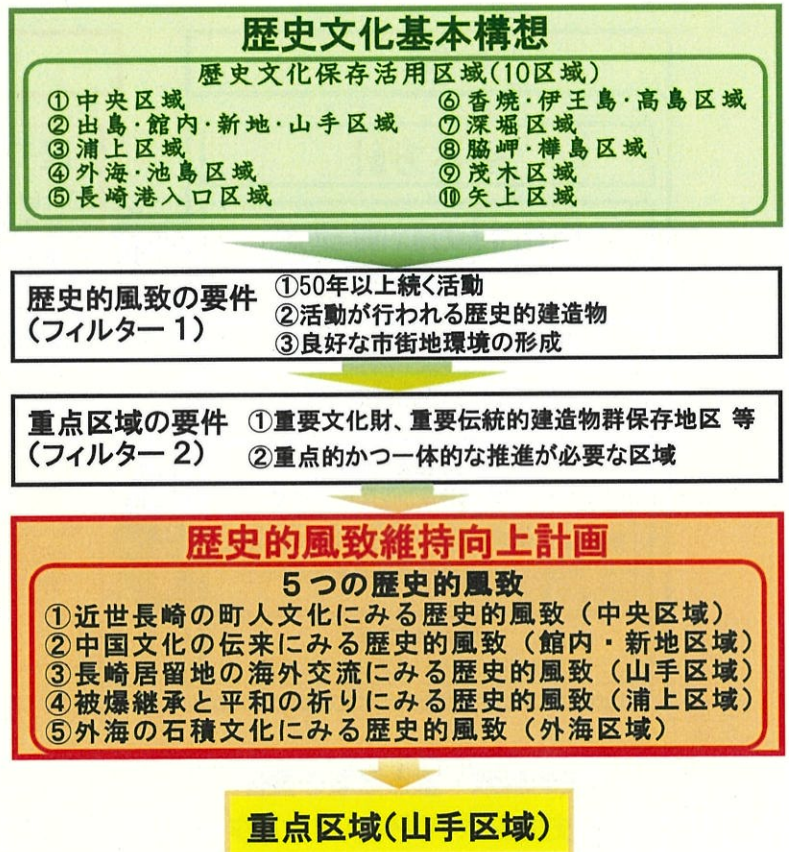 歴史文化基本構想
歴史文化保存活用区域(10区域)
①中央区域
②出島・館内・新地・山手区域
③浦上区域
④外海・池島区域
⑤長崎港入口区域
⑥香焼・伊王島・高島区域
⑦深堀区域
⑧脇岬・樺島区域
⑨茂木区域
⑩矢上区域
歴史的風致の要件
(フィルター1)
①50年以上続く活動
②活動が行われる歴史的建造物
③良好な市街地環境の形成
重点区域の要件
(フィルター2)
①重要文化財、重要伝統的建造物群保存地区 等
②重点的かつ一体的な推進が必要な区域
歴史的風致維持向上計画
5つの歴史的風致
①近世長崎の町人文化にみる歴史的風致(中央区域)
②中国文化の伝来にみる歴史的風致(館内・新地区域)
③長崎居留地の海外交流にみる歴史的風致(山手区域)
④被爆継承と平和の祈りにみる歴史的風致(浦上区域)
⑤外海の石積文化にみる歴史的風致(外海区域)
重点区域(山手区域)